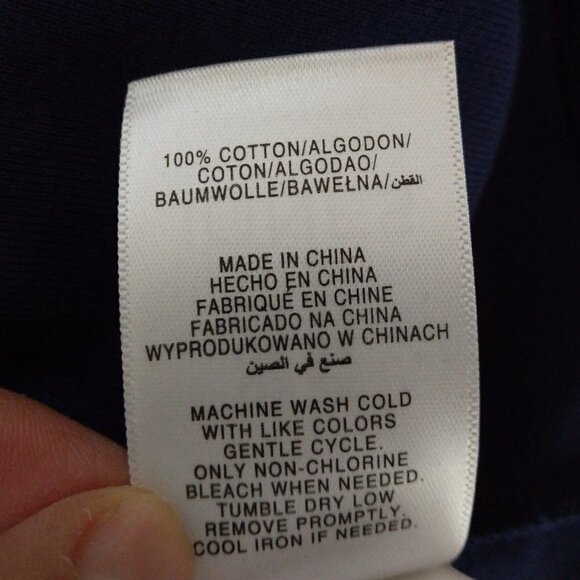 100% COTTON/ALGODON/
COTON/ALGODAO/
BAUMWOLLE/BAWEŁNA/القطن
MADE IN CHINA
HECHO EN CHINA
FABRIQUÉ EN CHINE
FABRICADO NA CHINA
WYPRODUKOWANO W CHINACH
صنع في الصين
MACHINE WASH COLD
WITH LIKE COLORS
GENTLE CYCLE.
ONLY NON-CHLORINE
BLEACH WHEN NEEDED.
TUMBLE DRY LOW
REMOVE PROMPTLY.
COOL IRON IF NEEDED.